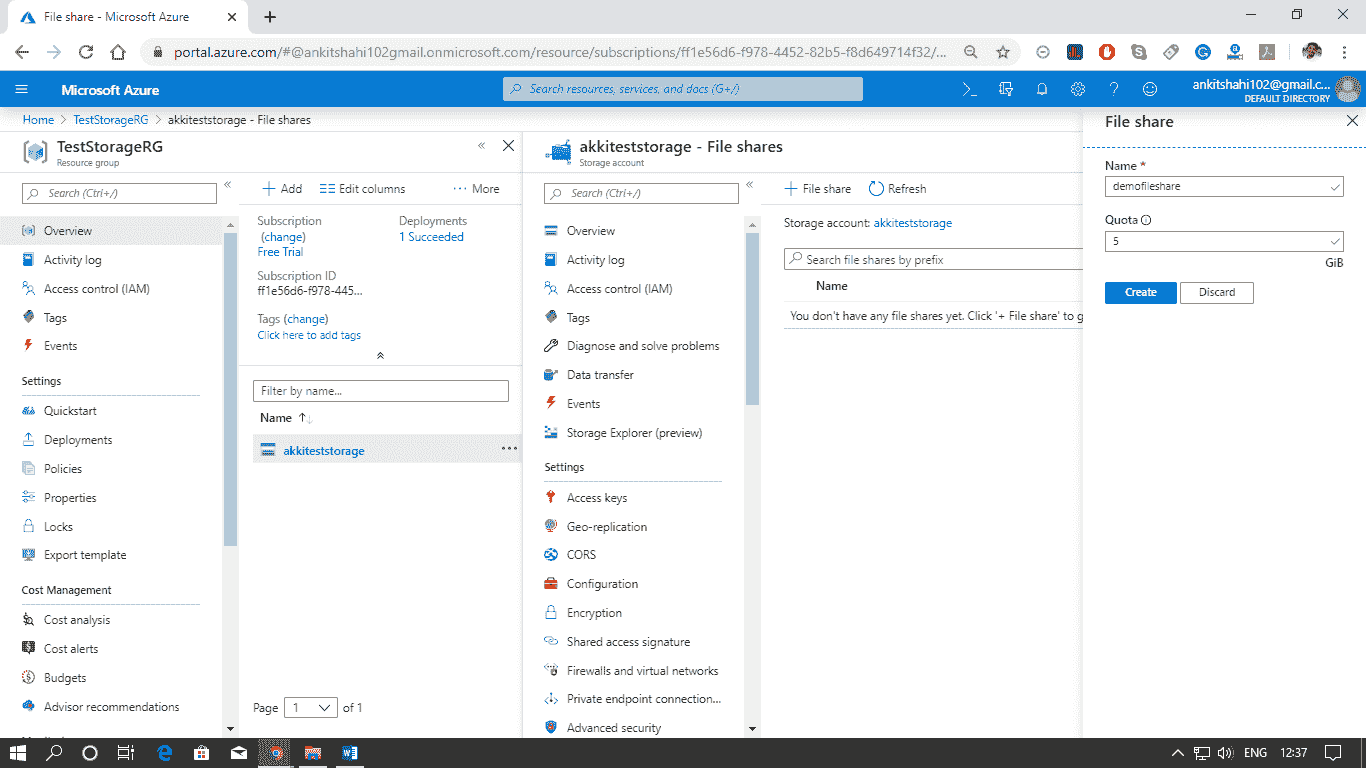 File share - Microsoft Azure
portal.azure.com/#@ankitshahi102gmail.onmicrosoft.com/resource/subscriptions/ff1e56d6-f978-4452-82b5-f8d649714f32/...
Microsoft Azure
Search resources, services, and docs (G+/)
ankitshahi102@gmail.c...
DEFAULT DIRECTORY
Home > TestStorageRG > akkiteststorage - File shares
TestStorageRG
Resource group
Search (Ctrl+/)
Overview
Activity log
Access control (IAM)
Tags
Events
Settings
Quickstart
Deployments
Policies
Properties
Locks
Export template
Cost Management
Cost analysis
Cost alerts
Budgets
Advisor recommendations
Add Edit columns ... More
Subscription
(change)
Free Trial
Deployments
1 Succeeded
Subscription ID
ff1e56d6-f978-445...
Tags (change)
Click here to add tags
Filter by name...
Name
akkiteststorage
Page 1 of 1
akkiteststorage - File shares
Storage account
Search (Ctrl+/)
Overview
Activity log
Access control (IAM)
Tags
Diagnose and solve problems
Data transfer
Events
Storage Explorer (preview)
Settings
Access keys
Geo-replication
CORS
Configuration
Encryption
Shared access signature
Firewalls and virtual networks
Private endpoint connection...
Advanced security
File share Refresh
Storage account: akkiteststorage
Search file shares by prefix
Name
You don't have any file shares yet. Click '+ File share' to g
File share
Name *
demofileshare
Quota
5
GiB
Create Discard
ENG 12:37